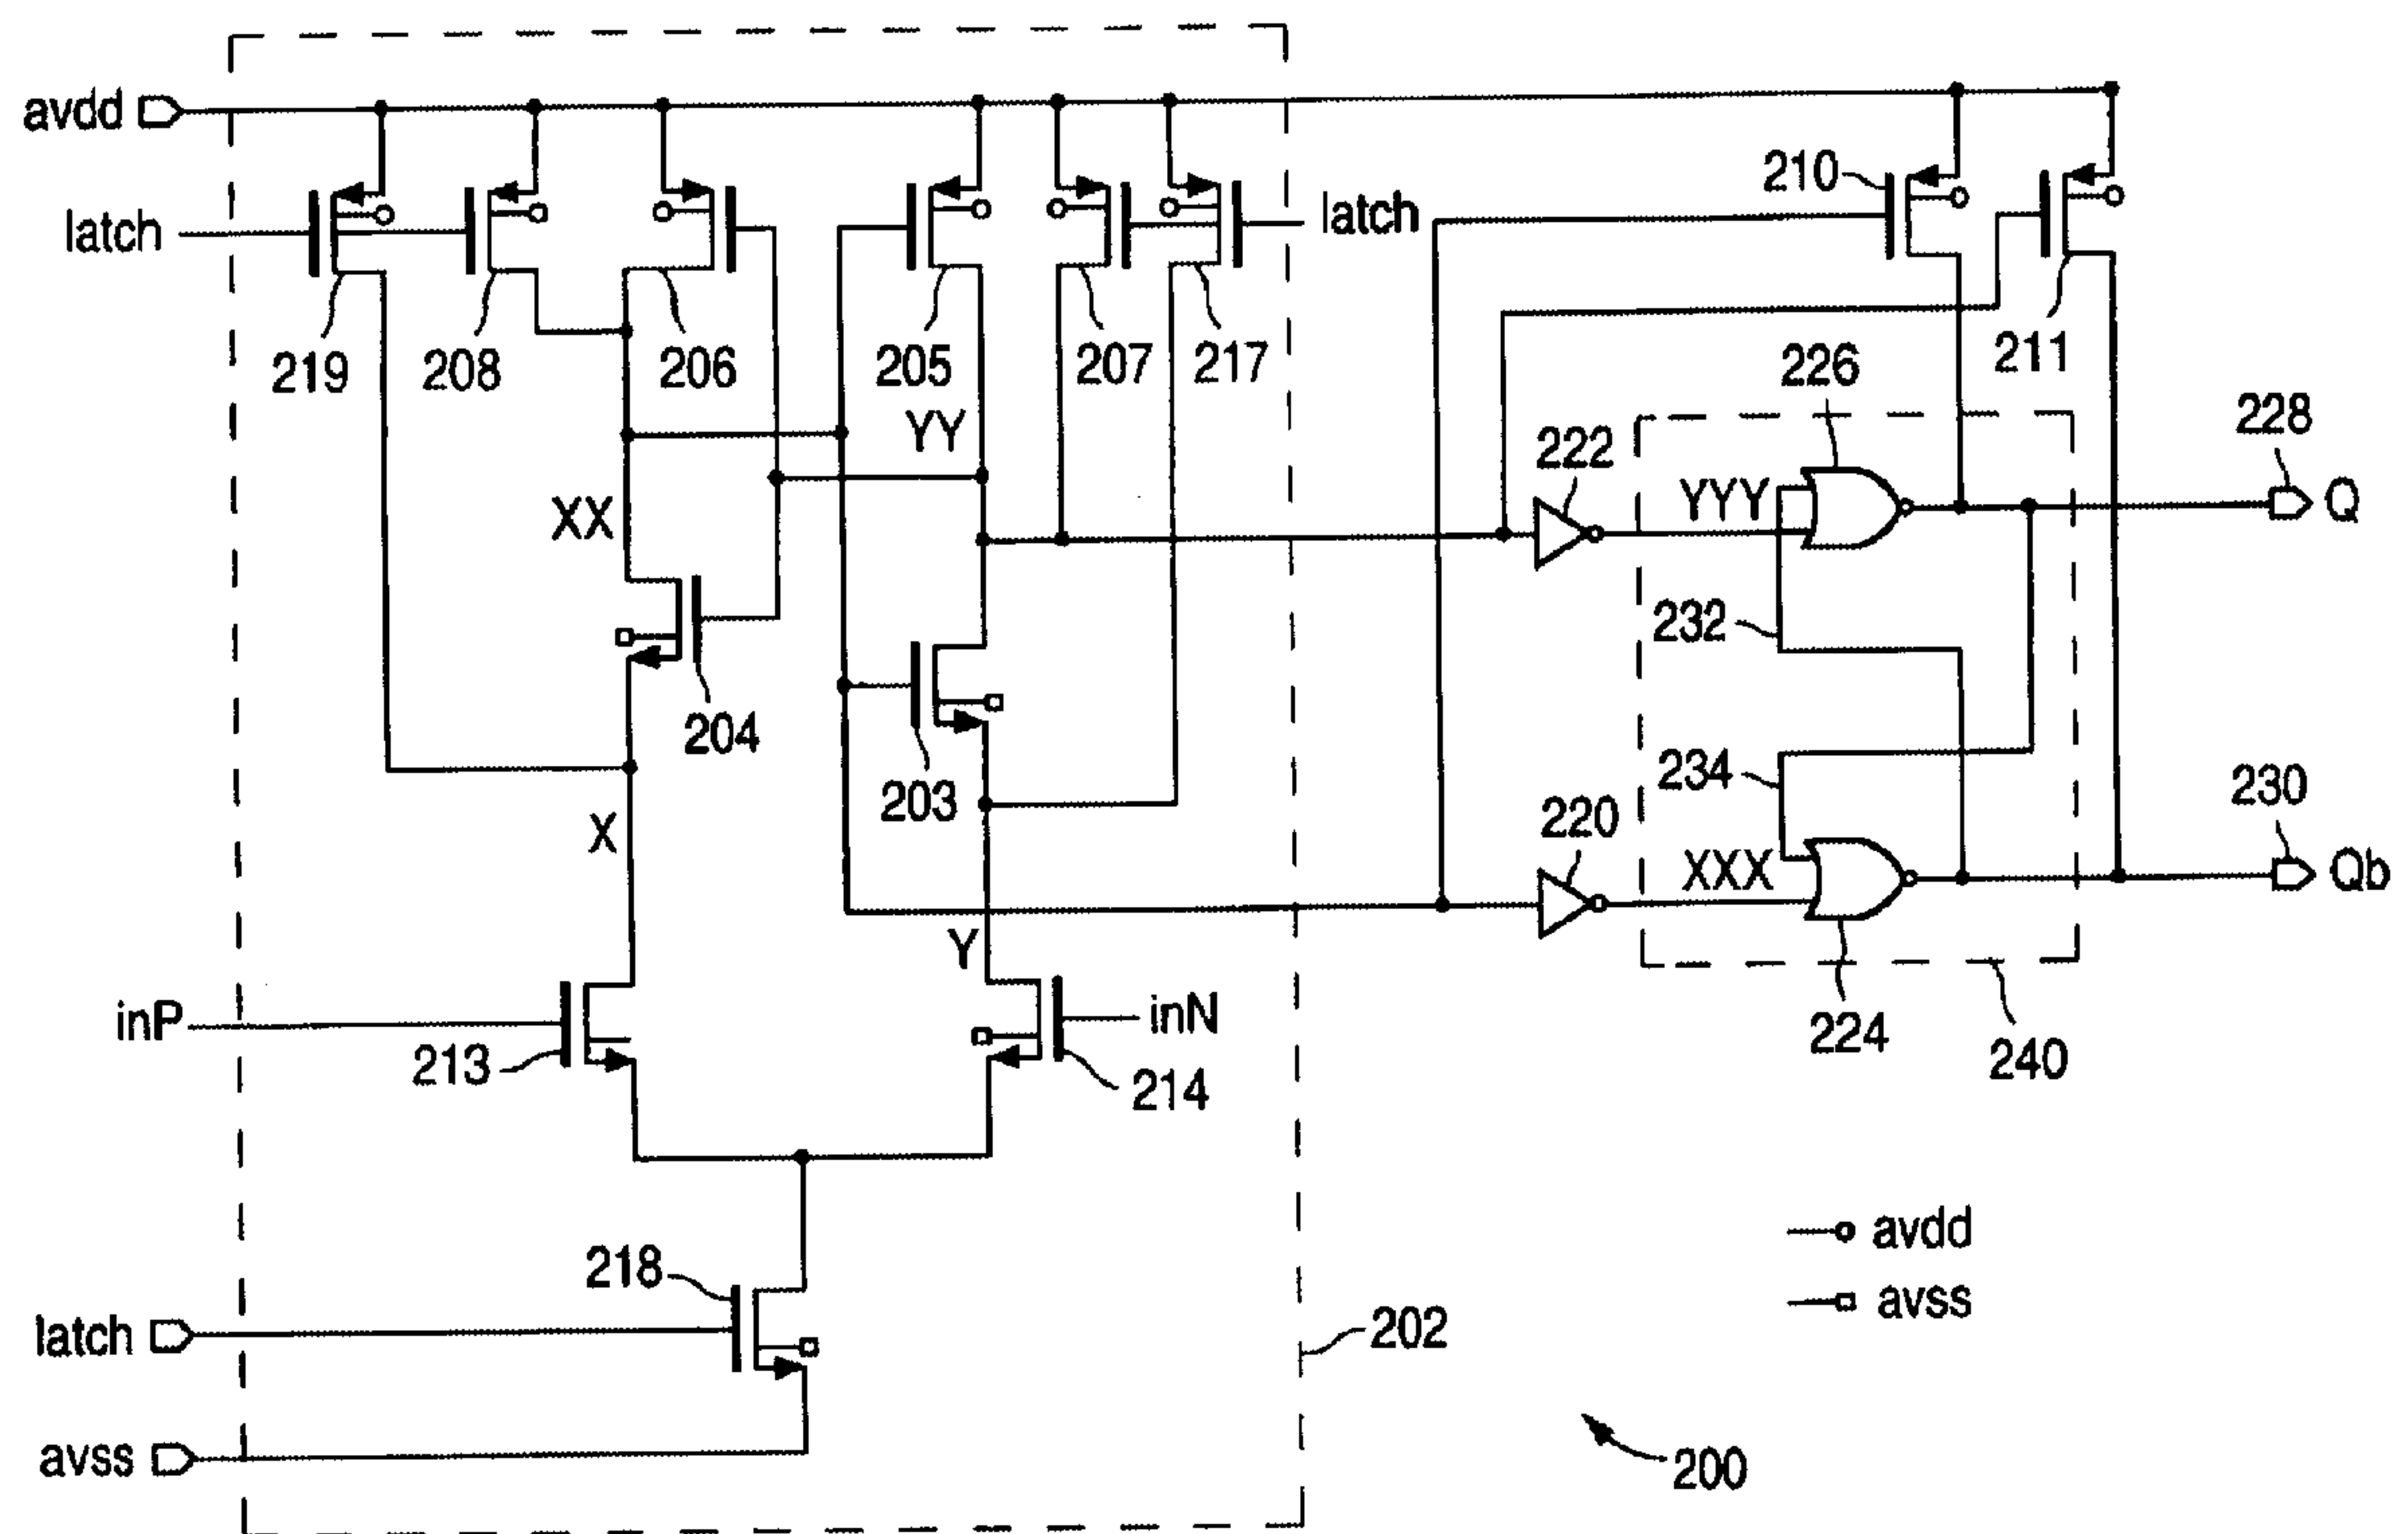 avdd
latch
219
208
206
205
207
217
latch
210
211
226
228
Q
YY
222
YYY
XX
232
204
203
234
230
Qb
X
220
XXX
Y
224
240
inP
213
inN
214
218
latch
202
avdd
avss
avss
200